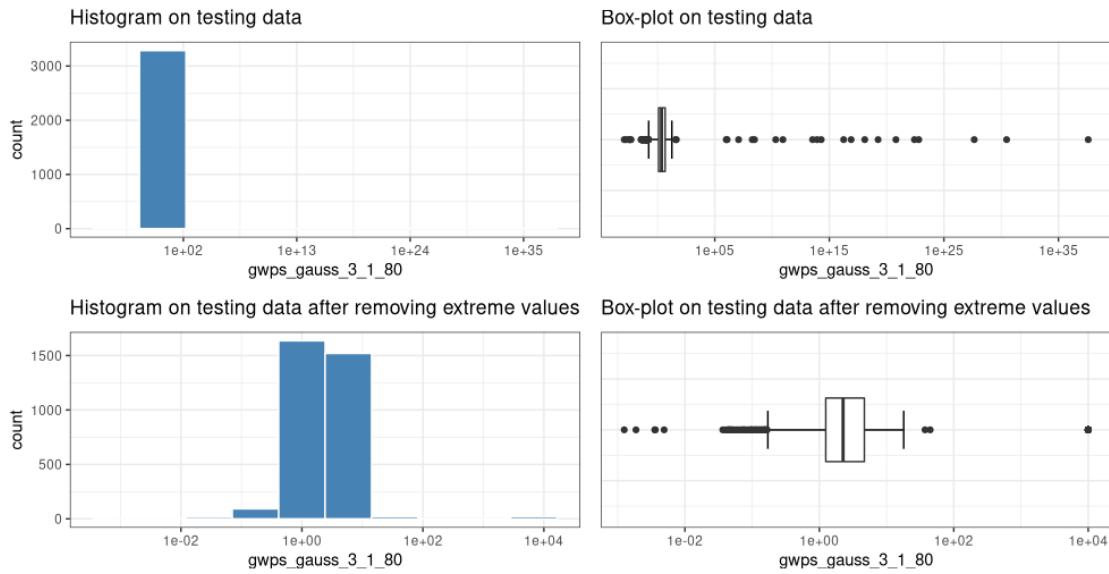 Histogram on testing data
Box-plot on testing data
3000
2000
1000
0
count
1e+02 1e+13 1e+24 1e+35
gwps_gauss_3_1_80
1e+05 1e+15 1e+25 1e+35
gwps_gauss_3_1_80
Histogram on testing data after removing extreme values
Box-plot on testing data after removing extreme values
1500
1000
500
0
count
1e-02 1e+00 1e+02 1e+04
gwps_gauss_3_1_80
1e-02 1e+00 1e+02 1e+04
gwps_gauss_3_1_80